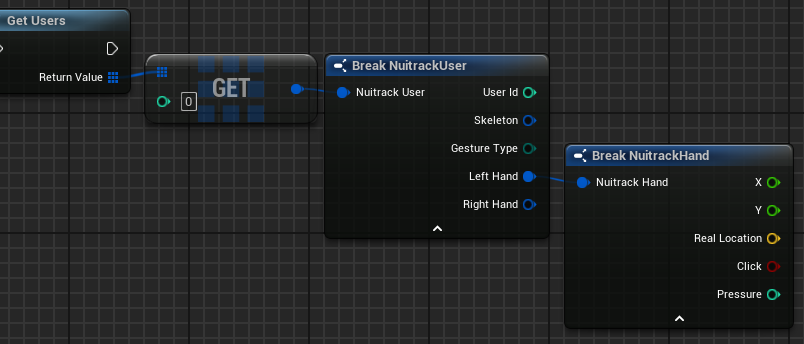 Get Users
Return Value
GET
0
Break NuitrackUser
Nuitrack User
User Id
Skeleton
Gesture Type
Left Hand
Right Hand
Break NuitrackHand
Nuitrack Hand
X
Y
Real Location
Click
Pressure